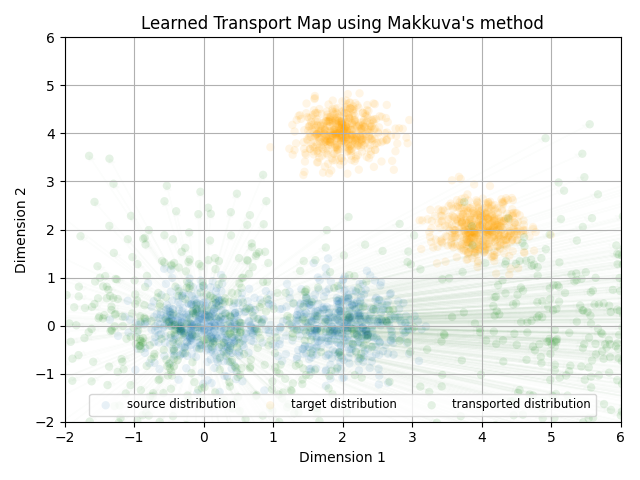 Learned Transport Map using Makkuva's method
6
5
4
3
2
1
0
−1
−2
Dimension 2
source distribution target distribution transported distribution
−2 −1 0 1 2 3 4 5 6
Dimension 1